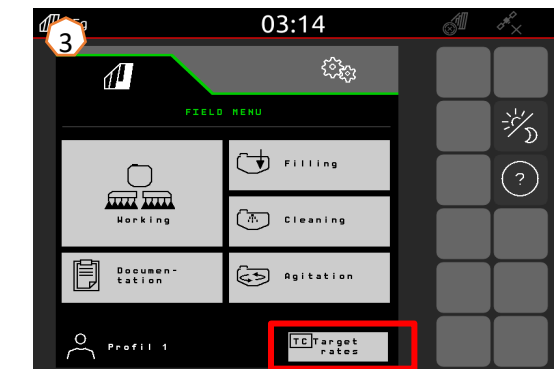 03:14
3
FIELD MENU
Working
Filling
Cleaning
Documen-
tation
Agitation
Profil 1
TC Target
rates
?